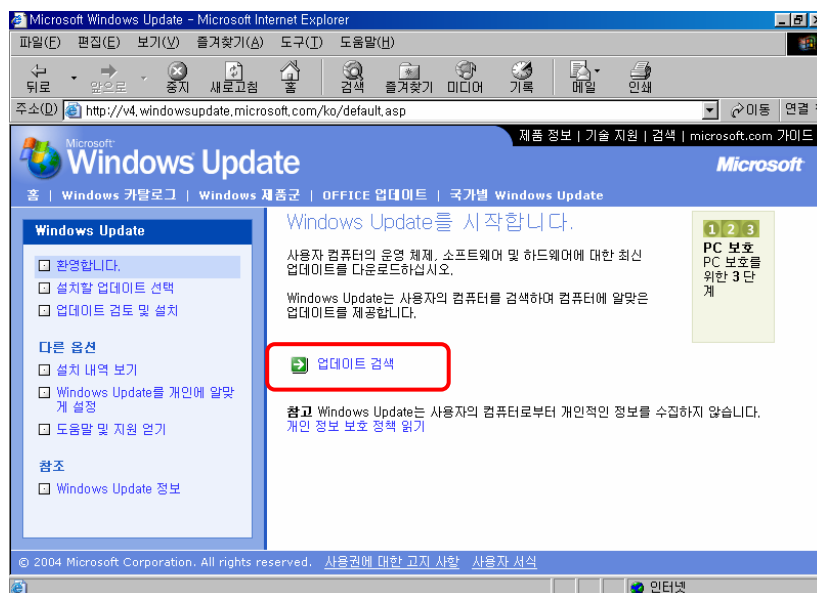 Microsoft Windows Update - Microsoft Internet Explorer
파일(F) 편집(E) 보기(V) 즐겨찾기(A) 도구(T) 도움말(H)
뒤로 앞으로 중지 새로고침 홈 검색 즐겨찾기 미디어 기록 메일 인쇄
주소(D) http://v4.windowsupdate.microsoft.com/ko/default.asp 이동 연결
제품 정보 | 기술 지원 | 검색 | microsoft.com 가이드
Microsoft
Windows Update
Microsoft
홈 | Windows 카탈로그 | Windows 제품군 | OFFICE 업데이트 | 국가별 Windows Update
Windows Update
환영합니다.
설치할 업데이트 선택
업데이트 검토 및 설치
다른 옵션
설치 내역 보기
Windows Update를 개인에 알맞
게 설정
도움말 및 지원 얻기
참조
Windows Update 정보
Windows Update를 시작합니다.
사용자 컴퓨터의 운영 체제, 소프트웨어 및 하드웨어에 대한 최신
업데이트를 다운로드하십시오.
Windows Update는 사용자의 컴퓨터를 검색하여 컴퓨터에 알맞은
업데이트를 제공합니다.
업데이트 검색
참고 Windows Update는 사용자의 컴퓨터로부터 개인적인 정보를 수집하지 않습니다.
개인 정보 보호 정책 읽기
1 2 3
PC 보호
PC 보호를
위한 3 단
계
© 2004 Microsoft Corporation. All rights reserved. 사용권에 대한 고지 사항 사용자 서식
인터넷